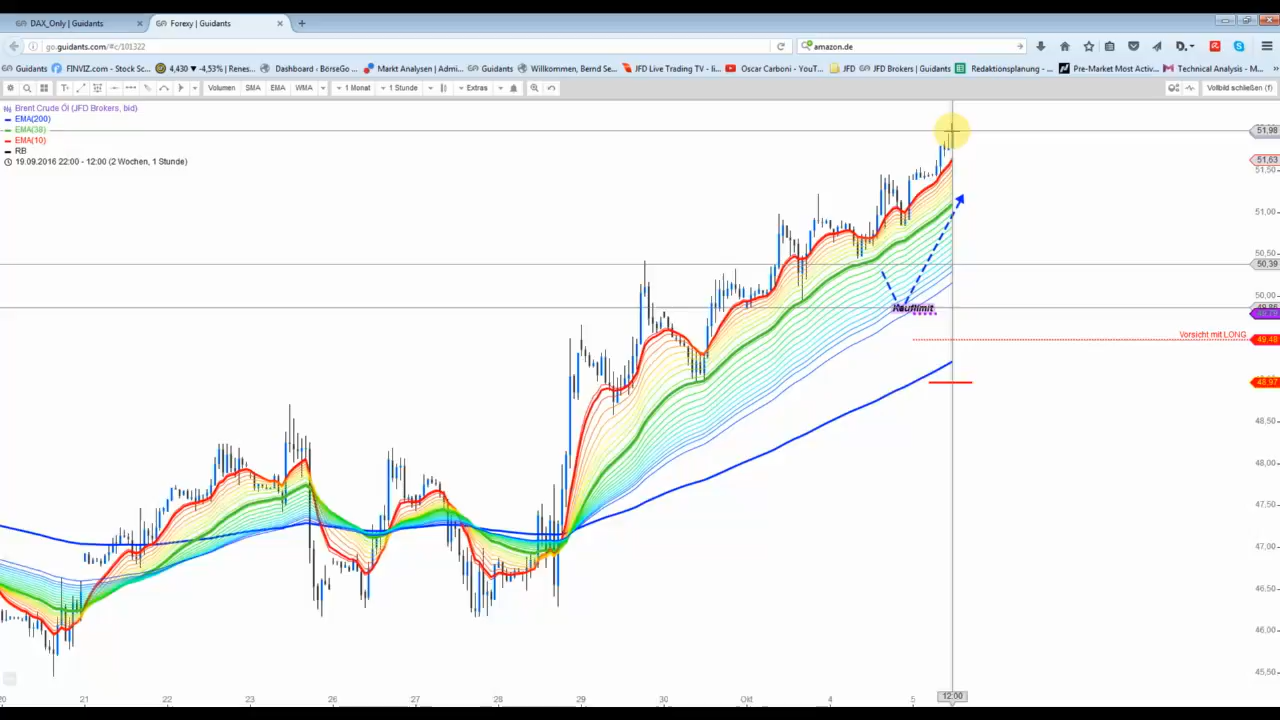 DAX_Only | Guidants
Forexy | Guidants
go.guidants.com/#c/101322
amazon.de
Guidants
FINVIZ.com - Stock Sc...
4,430 ▼ -4,53% | Renes...
Dashboard ‹ BörseGo ...
Markt Analysen | Admi...
Guidants
Willkommen, Bernd Se...
JFD Live Trading TV - li...
Oscar Carboni - YouT...
JFD
JFD Brokers | Guidants
Redaktionsplanung - ...
Pre-Market Most Activ...
Technical Analysis - M...
Volumen
SMA
EMA
WMA
1 Monat
1 Stunde
Extras
Vollbild schließen (f)
Brent Crude Öl (JFD Brokers, bid)
EMA(200)
EMA(38)
EMA(10)
RB
19.09.2016 22:00 - 12:00 (2 Wochen, 1 Stunde)
51,98
51,63
51,50
51,00
50,50
50,39
50,00
Kauflimit
49,79
Vorsicht mit LONG
49,48
48,97
48,50
48,00
47,50
47,00
46,50
46,00
45,50
20
21
22
23
25
26
27
28
29
30
Okt
4
5
12:00